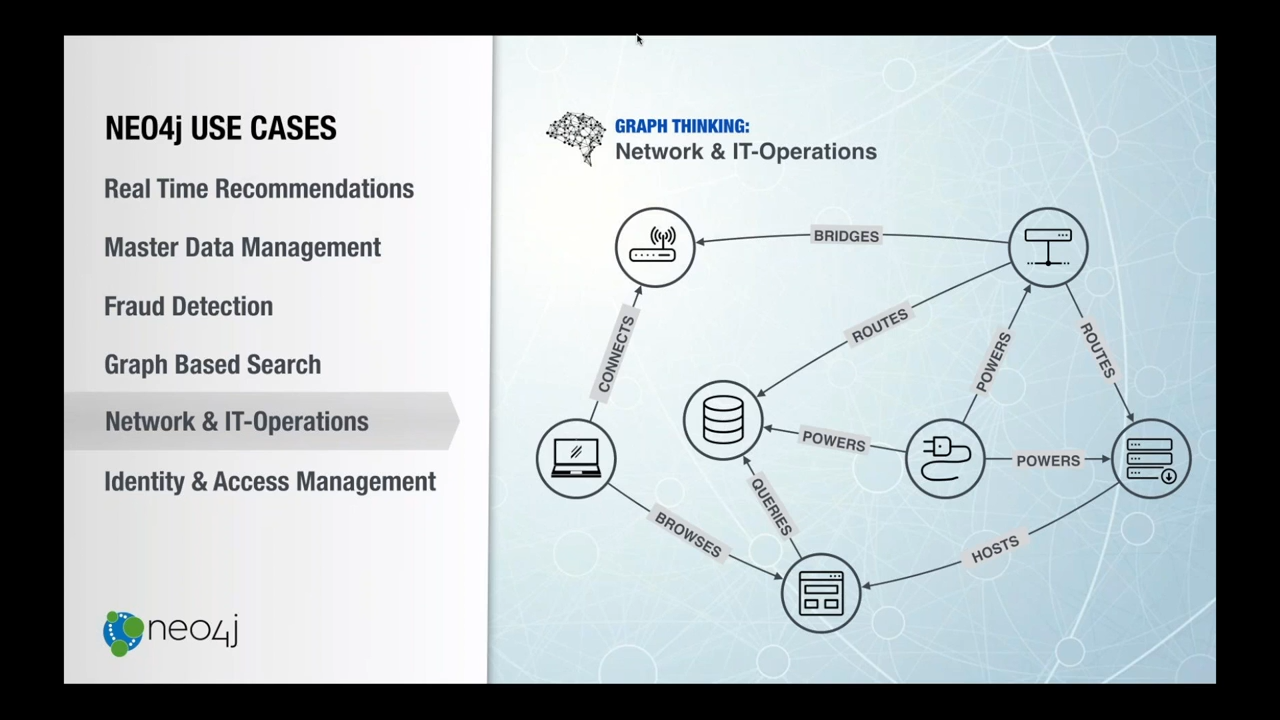 NEO4j USE CASES
Real Time Recommendations
Master Data Management
Fraud Detection
Graph Based Search
Network & IT-Operations
Identity & Access Management
neo4j
GRAPH THINKING:
Network & IT-Operations
BRIDGES
CONNECTS
ROUTES
POWERS
ROUTES
POWERS
POWERS
QUERIES
BROWSES
HOSTS